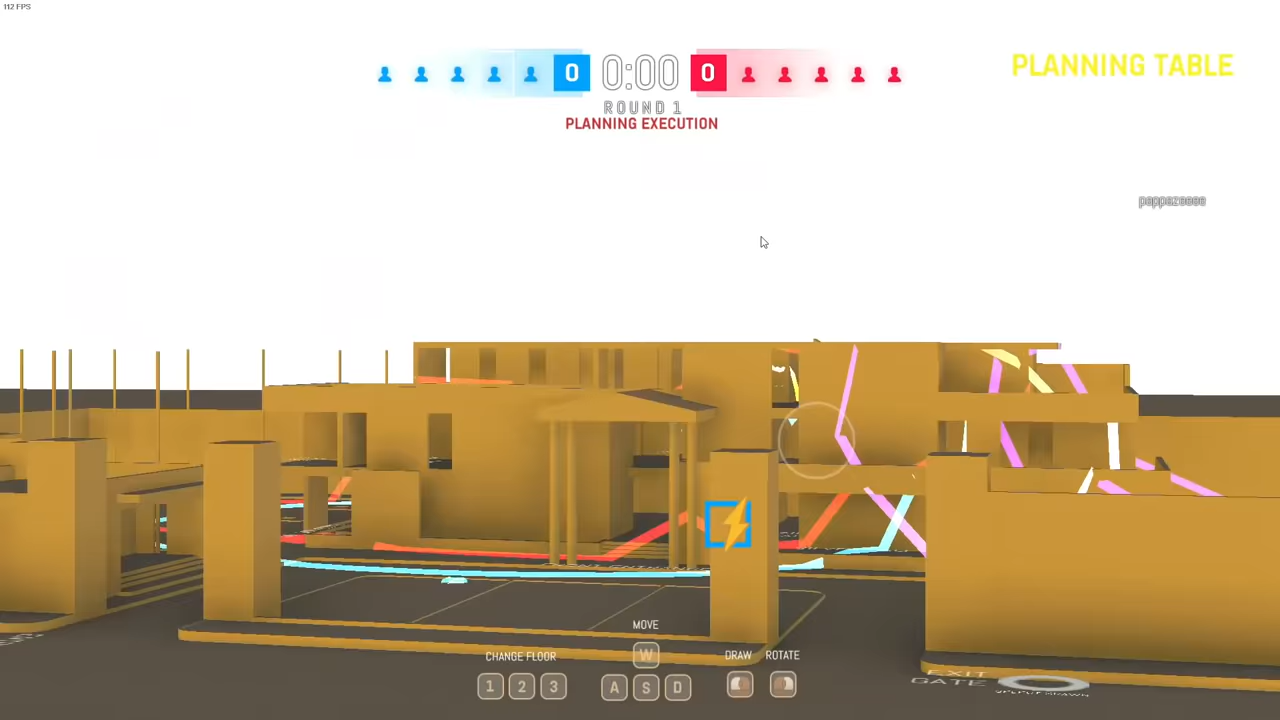 112 FPS
0 0:00 0
PLANNING TABLE
ROUND 1
PLANNING EXECUTION
MOVE
CHANGE FLOOR
W
DRAW ROTATE
1 2 3
A S D
EXIT
GATE